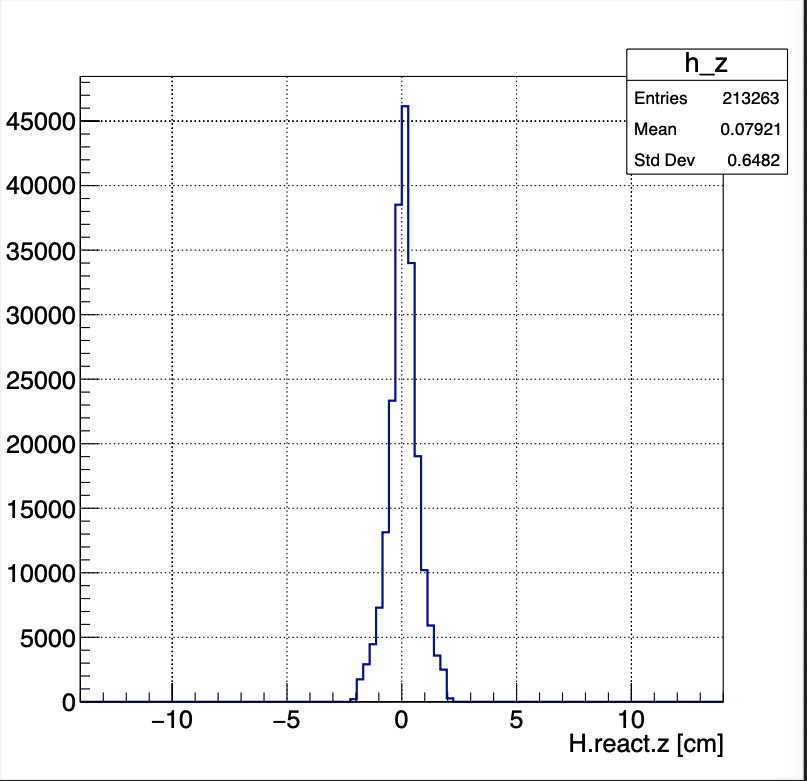 h_z
Entries 213263
Mean 0.07921
Std Dev 0.6482
45000
40000
35000
30000
25000
20000
15000
10000
5000
0
−10 −5 0 5 10
H.react.z [cm]